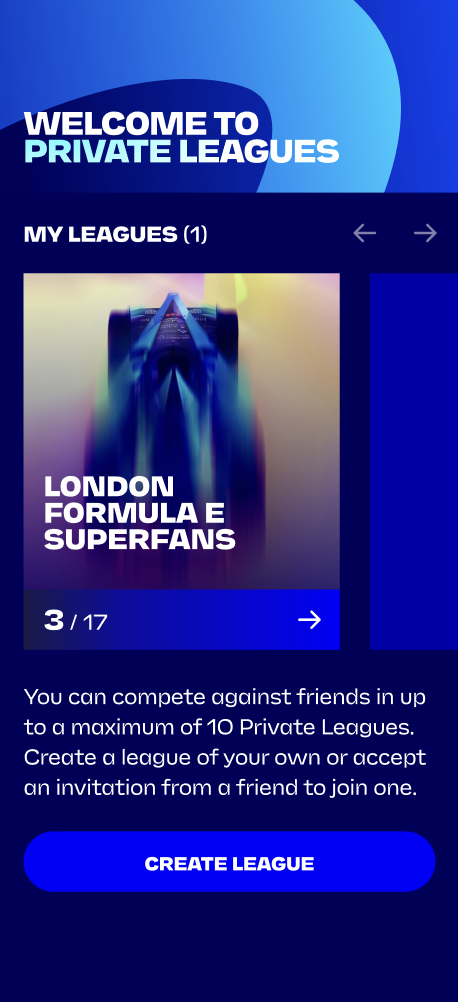 WELCOME TO
PRIVATE LEAGUES
MY LEAGUES (1)
LONDON
FORMULA E
SUPERFANS
3 / 17
You can compete against friends in up
to a maximum of 10 Private Leagues.
Create a league of your own or accept
an invitation from a friend to join one.
CREATE LEAGUE